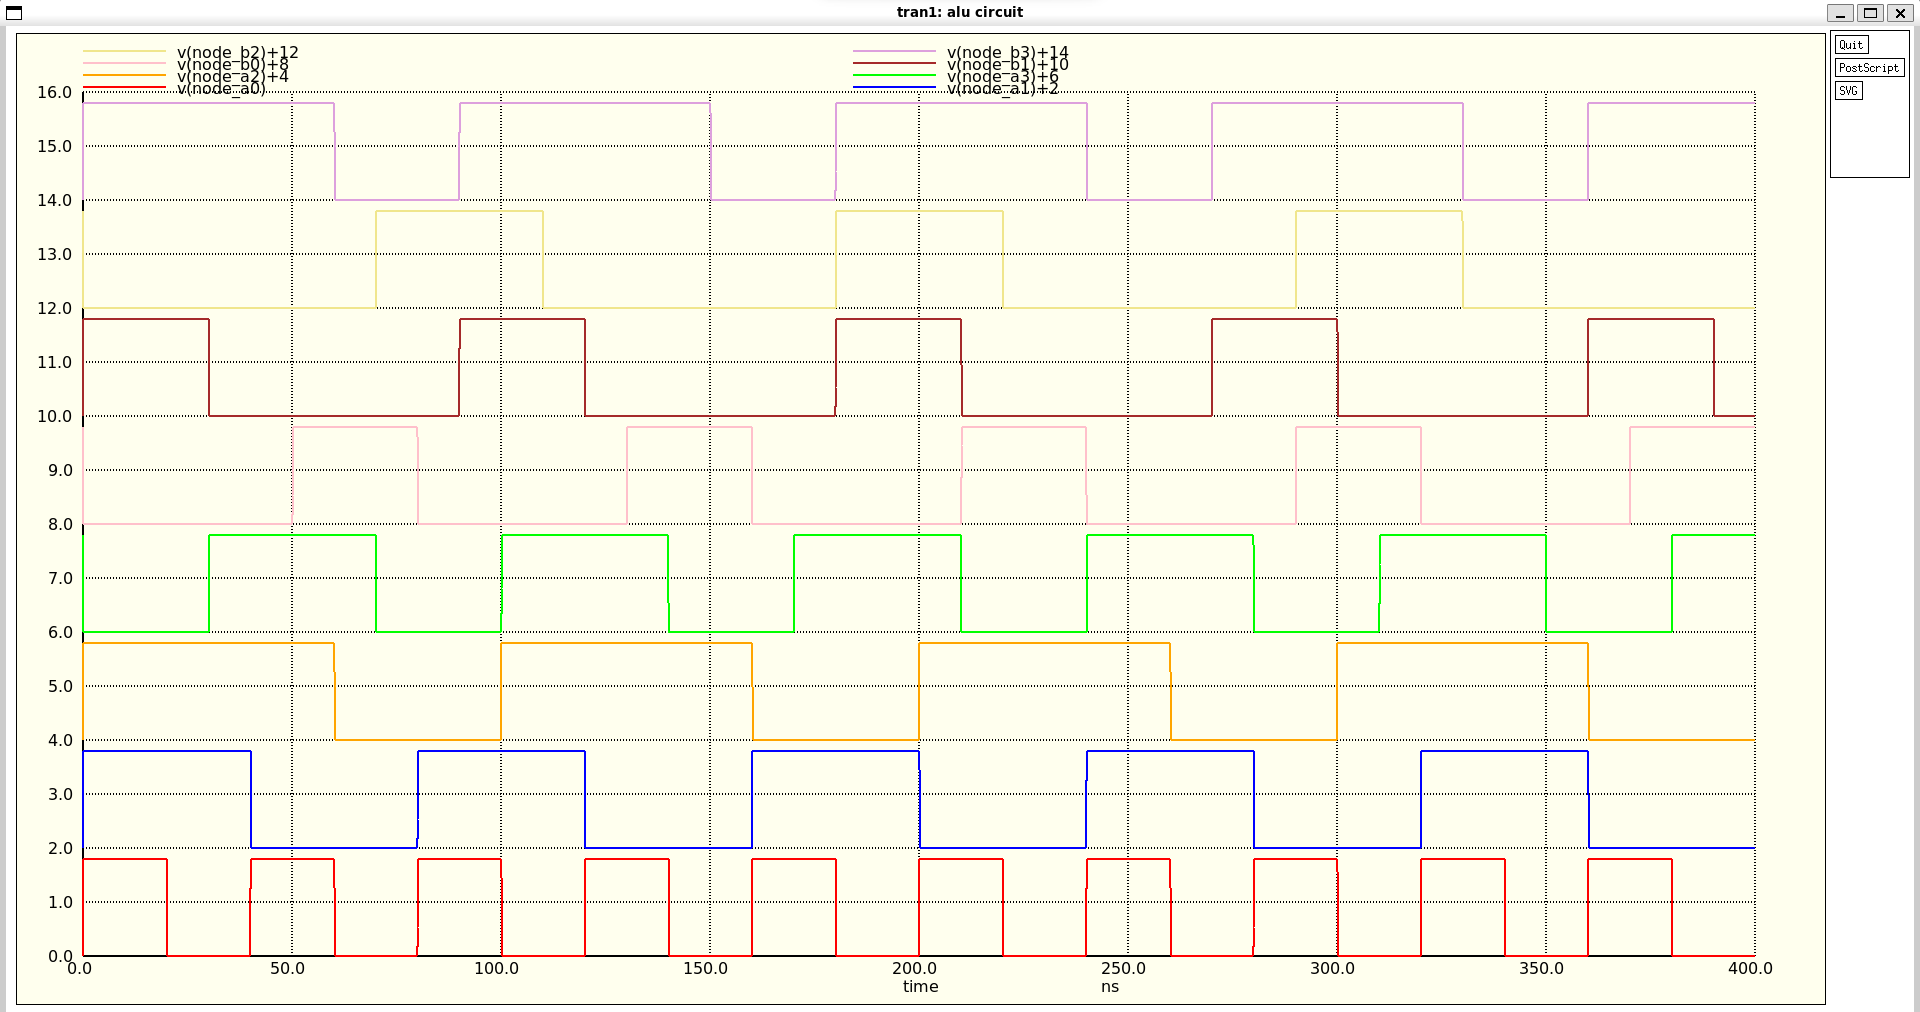 tran1: alu circuit
Quit
PostScript
SVG
v(node_b2)+12 v(node_b3)+14
v(node_b0)+8 v(node_b1)+10
v(node_a2)+4 v(node_a3)+6
v(node_a0) v(node_a1)+2
16.0
15.0
14.0
13.0
12.0
11.0
10.0
9.0
8.0
7.0
6.0
5.0
4.0
3.0
2.0
1.0
0.0
0.0 50.0 100.0 150.0 200.0 250.0 300.0 350.0 400.0
time ns